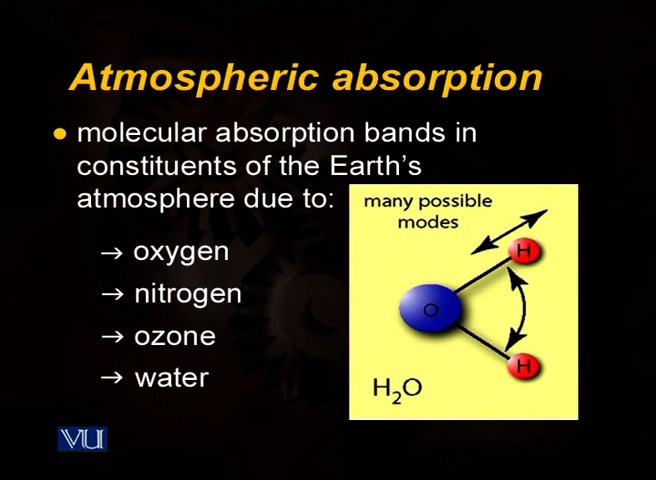 Atmospheric absorption
● molecular absorption bands in
constituents of the Earth's
atmosphere due to:
→ oxygen
→ nitrogen
→ ozone
→ water
many possible
modes
H
O
H
H₂O
VU